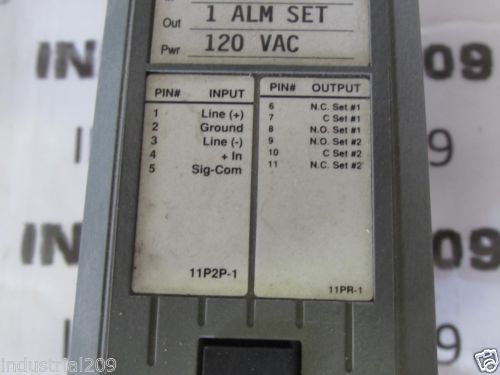 Out 1 ALM SET
Pwr 120 VAC
PIN# INPUT
1 Line (+)
2 Ground
3 Line (-)
4 + In
5 Sig-Com
11P2P-1
PIN# OUTPUT
6 N.C. Set #1
7 C Set #1
8 N.O. Set #1
9 N.O. Set #2
10 C Set #2
11 N.C. Set #2
11PR-1
industrial209